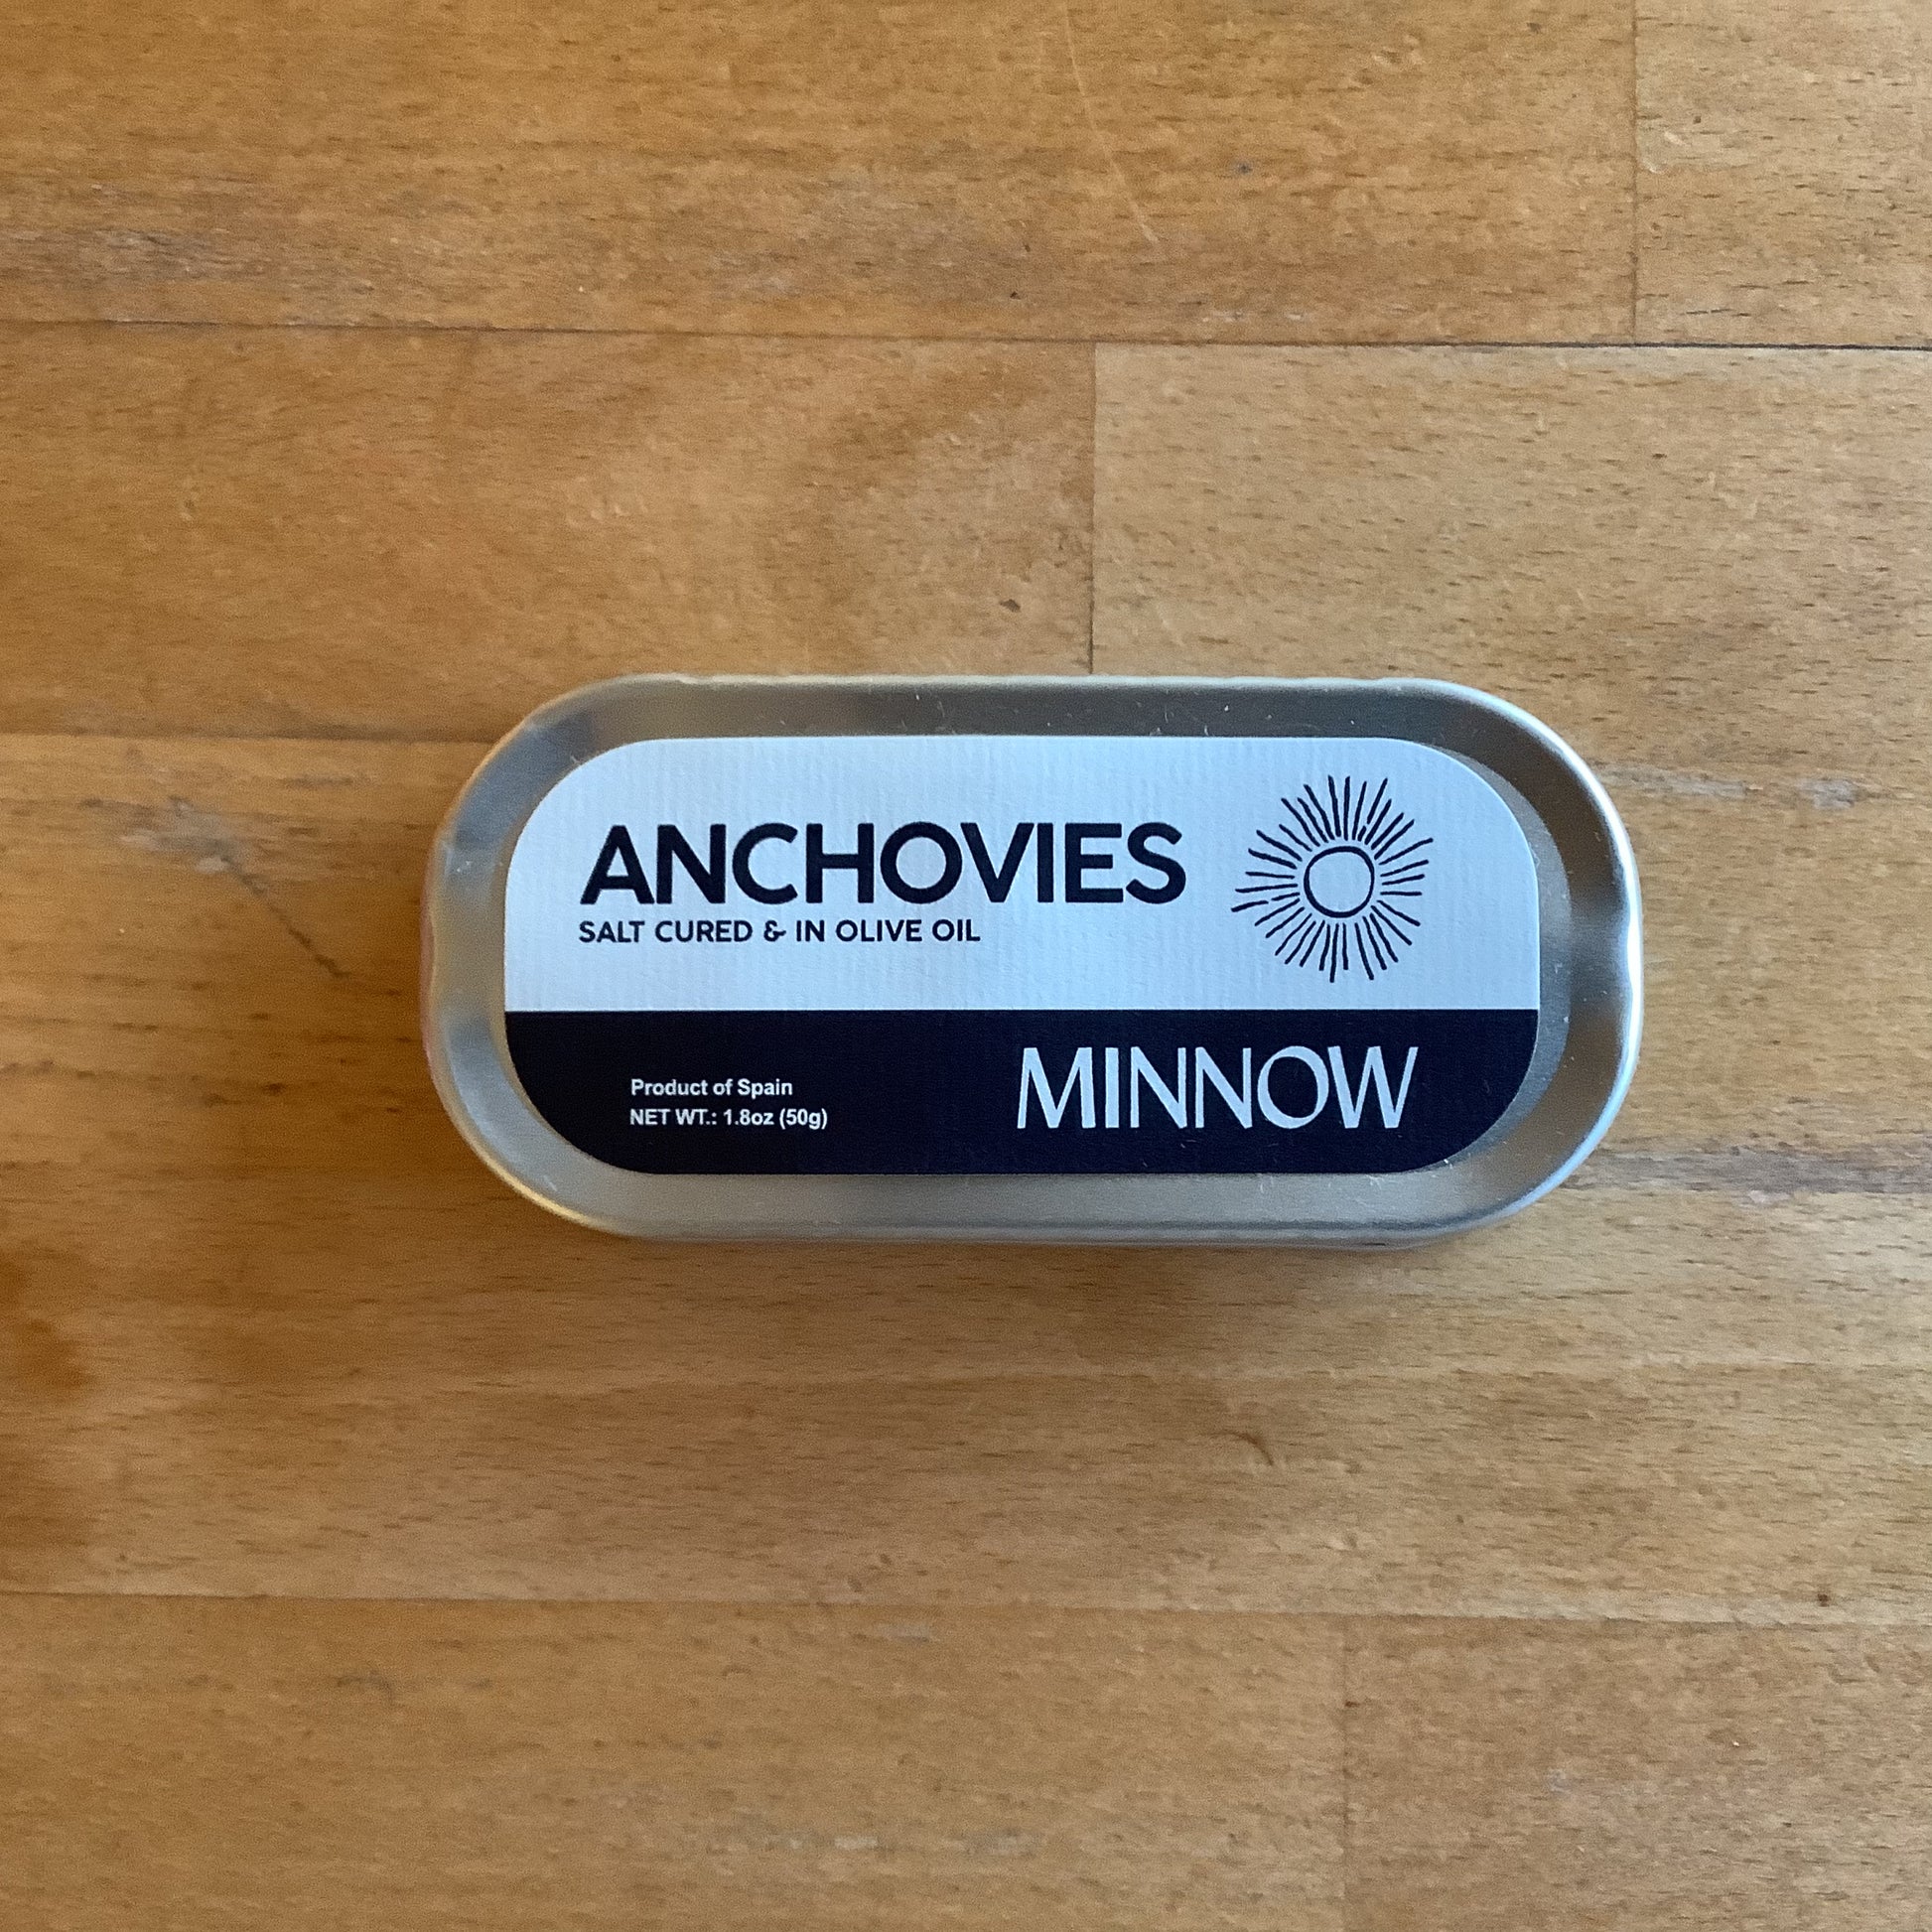 ANCHOVIES
SALT CURED & IN OLIVE OIL
Product of Spain
NET WT.: 1.8oz (50g)
MINNOW